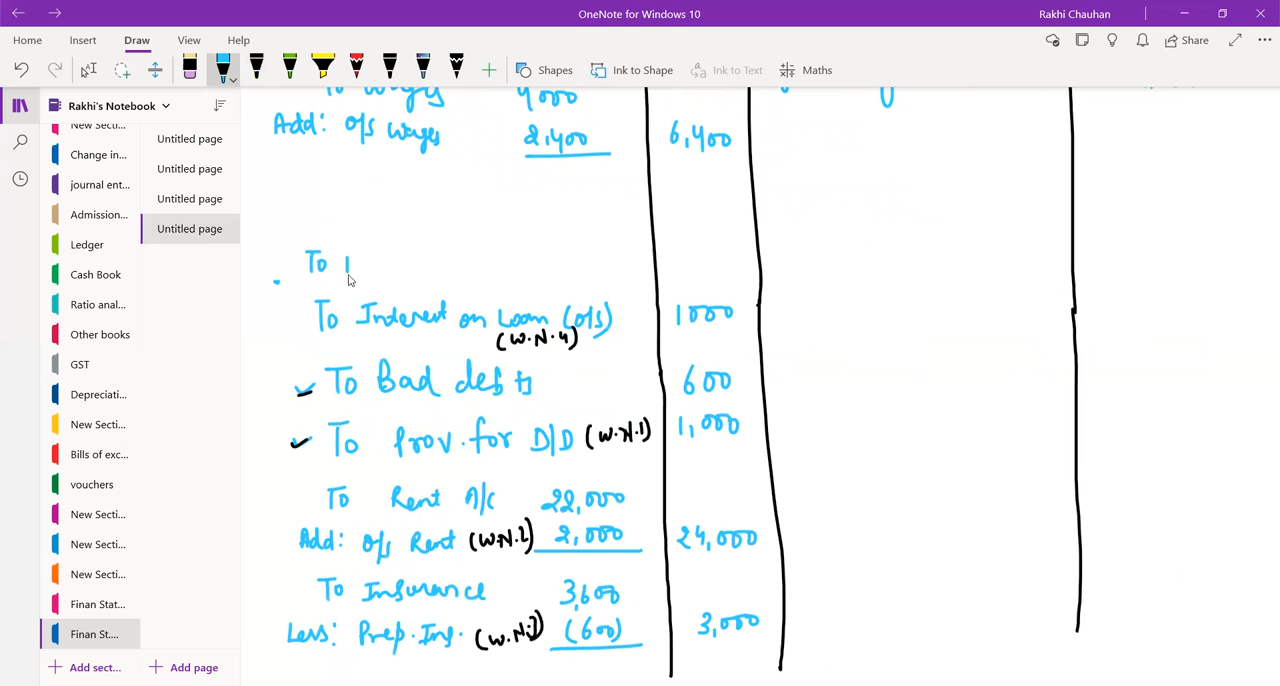 OneNote for Windows 10
Rakhi Chauhan
Home Insert Draw View Help
Share
Shapes Ink to Shape Ink to Text Maths
Rakhi's Notebook
New Secti...
Change in...
journal ent...
Admission...
Ledger
Cash Book
Ratio anal...
Other books
GST
Depreciati...
New Secti...
Bills of exc...
vouchers
New Secti...
New Secti...
New Secti...
Finan Stat...
Finan St....
Add sect...
Untitled page
Untitled page
Untitled page
Untitled page
Add page
To Wages 4000
Add: O/s Wages 2,400 6,400
To
To Interest on Loan (O/s) 1000
(W.N.4)
To Bad debts 600
To Prov. for D/D (W.N.1) 1,000
To Rent A/C 22,000
Add: O/s Rent (W.N.2) 2,000 24,000
To Insurance 3,600
Less: Prep. Ins. (600) 3,000